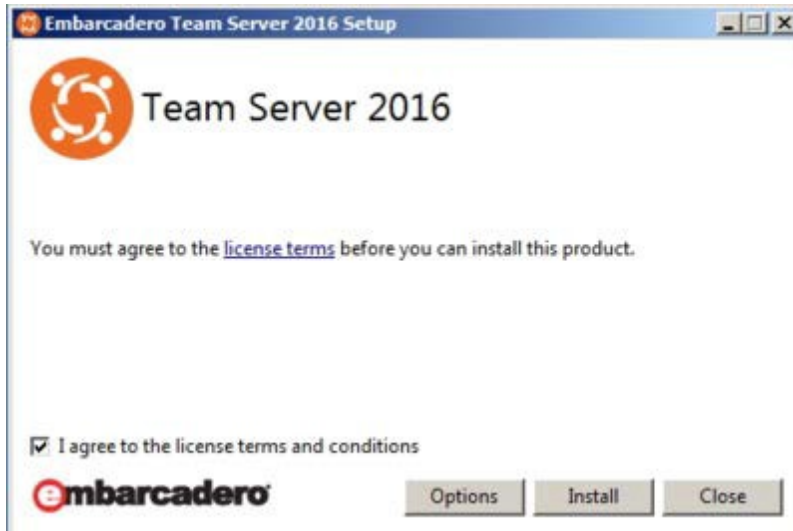 Embarcadero Team Server 2016 Setup
Team Server 2016
You must agree to the license terms before you can install this product.
I agree to the license terms and conditions
embarcadero
Options Install Close